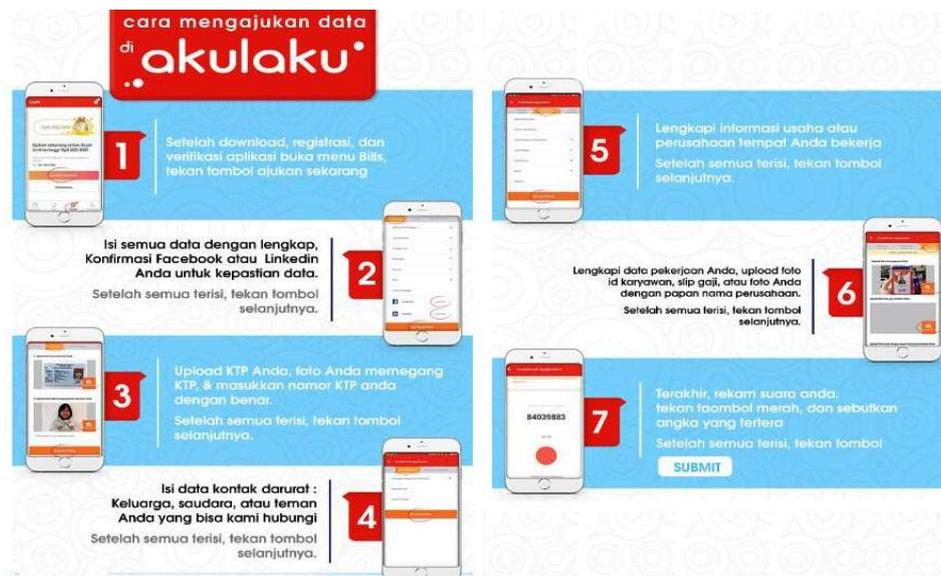 cara mengajukan data
di akulaku
1
Setelah download, registrasi, dan
verifikasi aplikasi buka menu Bills,
tekan tombol ajukan sekarang
Isi semua data dengan lengkap,
Konfirmasi Facebook atau Linkedin
Anda untuk kepastian data.
Setelah semua terisi, tekan tombol
selanjutnya.
2
3
Upload KTP Anda, foto Anda memegang
KTP, & masukkan nomor KTP anda
dengan benar.
Setelah semua terisi, tekan tombol
selanjutnya.
Isi data kontak darurat :
Keluarga, saudara, atau teman
Anda yang bisa kami hubungi
Setelah semua terisi, tekan tombol
selanjutnya.
4
5
Lengkapi informasi usaha atau
perusahaan tempat Anda bekerja
Setelah semua terisi, tekan tombol
selanjutnya.
Lengkapi data pekerjaan Anda, upload foto
id karyawan, slip gaji, atau foto Anda
dengan papan nama perusahaan.
Setelah semua terisi, tekan tombol
selanjutnya.
6
84039883
7
Terakhir, rekam suara anda.
tekan taombol merah, dan sebutkan
angka yang tertera
Setelah semua terisi, tekan tombol
SUBMIT